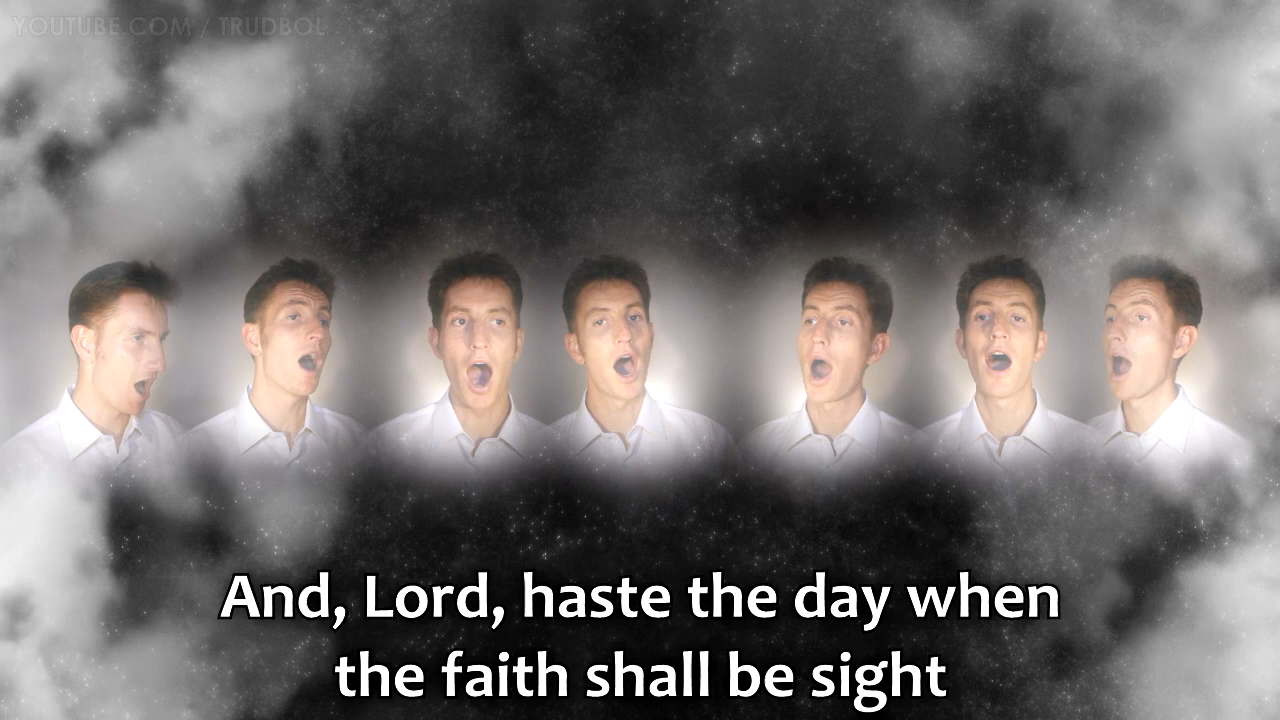 YOUTUBE.COM / TRUDBOL
And, Lord, haste the day when
the faith shall be sight